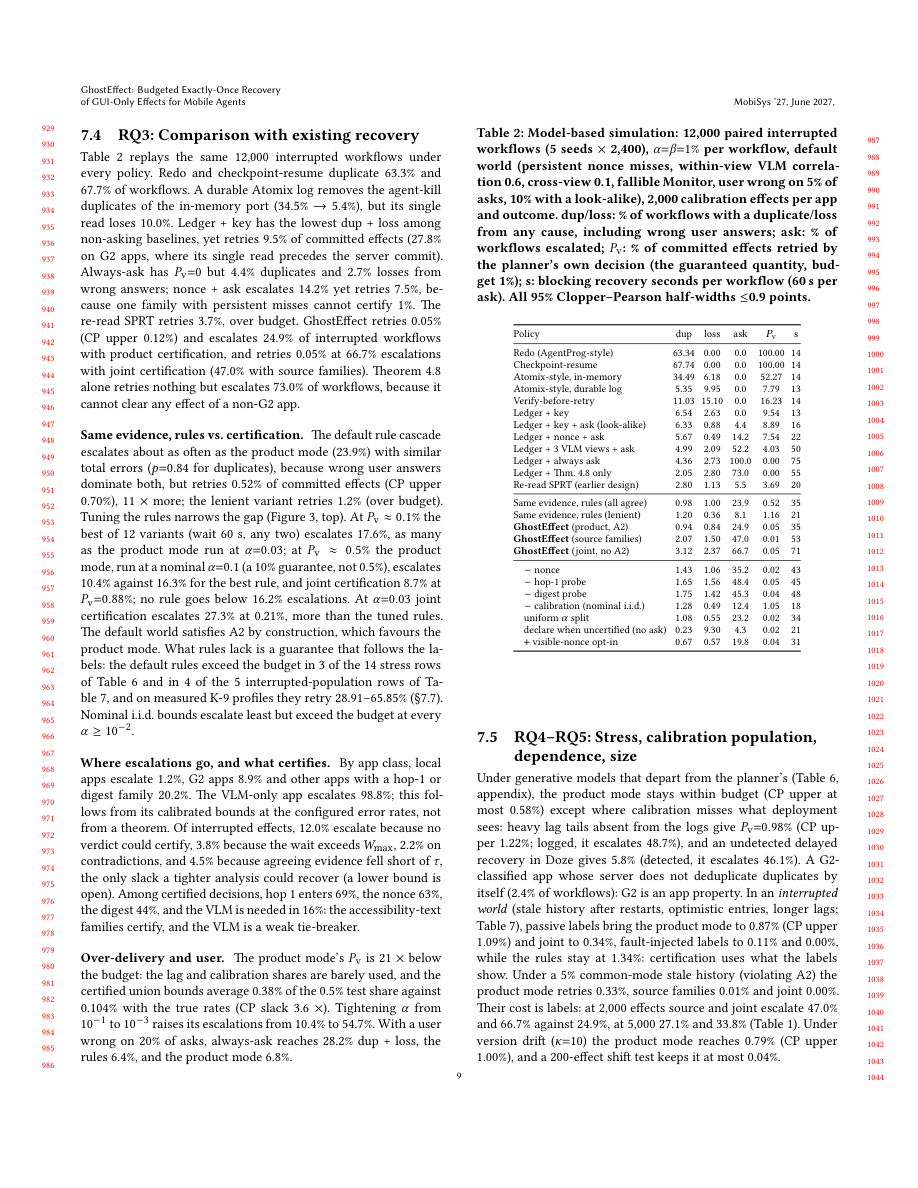 GhostEffect: Budgeted Exactly-Once Recovery
of GUI-Only Effects for Mobile Agents
MobiSys '27, June 2027,
929
930
931
932
933
934
935
936
937
938
939
940
941
942
943
944
945
946
947
948
949
950
951
952
953
954
955
956
957
958
959
960
961
962
963
964
965
966
967
968
969
970
971
972
973
974
975
976
977
978
979
980
981
982
983
984
985
986
7.4 RQ3: Comparison with existing recovery
Table 2 replays the same 12,000 interrupted workflows under
every policy. Redo and checkpoint-resume duplicate 63.3% and
67.7% of workflows. A durable Atomix log removes the agent-kill
duplicates of the in-memory port (34.5% → 5.4%), but its single
read loses 10.0%. Ledger + key has the lowest dup + loss among
non-asking baselines, yet retries 9.5% of committed effects (27.8%
on G2 apps, where its single read precedes the server commit).
Always-ask has Pv=0 but 4.4% duplicates and 2.7% losses from
wrong answers; nonce + ask escalates 14.2% yet retries 7.5%, be-
cause one family with persistent misses cannot certify 1%. The
re-read SPRT retries 3.7%, over budget. GhostEffect retries 0.05%
(CP upper 0.12%) and escalates 24.9% of interrupted workflows
with product certification, and retries 0.05% at 66.7% escalations
with joint certification (47.0% with source families). Theorem 4.8
alone retries nothing but escalates 73.0% of workflows, because it
cannot clear any effect of a non-G2 app.
Same evidence, rules vs. certification. The default rule cascade
escalates about as often as the product mode (23.9%) with similar
total errors (p=0.84 for duplicates), because wrong user answers
dominate both, but retries 0.52% of committed effects (CP upper
0.70%), 11 × more; the lenient variant retries 1.2% (over budget).
Tuning the rules narrows the gap (Figure 3, top). At Pv ≈ 0.1% the
best of 12 variants (wait 60 s, any two) escalates 17.6%, as many
as the product mode run at α=0.03; at Pv ≈ 0.5% the product
mode, run at a nominal α=0.1 (a 10% guarantee, not 0.5%), escalates
10.4% against 16.3% for the best rule, and joint certification 8.7% at
Pv=0.88%; no rule goes below 16.2% escalations. At α=0.03 joint
certification escalates 27.3% at 0.21%, more than the tuned rules.
The default world satisfies A2 by construction, which favours the
product mode. What rules lack is a guarantee that follows the la-
bels: the default rules exceed the budget in 3 of the 14 stress rows
of Table 6 and in 4 of the 5 interrupted-population rows of Ta-
ble 7, and on measured K-9 profiles they retry 28.91–65.85% (§7.7).
Nominal i.i.d. bounds escalate least but exceed the budget at every
α ≥ 10−2.
Where escalations go, and what certifies. By app class, local
apps escalate 1.2%, G2 apps 8.9% and other apps with a hop-1 or
digest family 20.2%. The VLM-only app escalates 98.8%; this fol-
lows from its calibrated bounds at the configured error rates, not
from a theorem. Of interrupted effects, 12.0% escalate because no
verdict could certify, 3.8% because the wait exceeds Wmax, 2.2% on
contradictions, and 4.5% because agreeing evidence fell short of τ,
the only slack a tighter analysis could recover (a lower bound is
open). Among certified decisions, hop 1 enters 69%, the nonce 63%,
the digest 44%, and the VLM is needed in 16%: the accessibility-text
families certify, and the VLM is a weak tie-breaker.
Over-delivery and user. The product mode's Pv is 21 × below
the budget: the lag and calibration shares are barely used, and the
certified union bounds average 0.38% of the 0.5% test share against
0.104% with the true rates (CP slack 3.6 ×). Tightening α from
10−1 to 10−3 raises its escalations from 10.4% to 54.7%. With a user
wrong on 20% of asks, always-ask reaches 28.2% dup + loss, the
rules 6.4%, and the product mode 6.8%.
Table 2: Model-based simulation: 12,000 paired interrupted
workflows (5 seeds × 2,400), α=β=1% per workflow, default
world (persistent nonce misses, within-view VLM correla-
tion 0.6, cross-view 0.1, fallible Monitor, user wrong on 5% of
asks, 10% with a look-alike), 2,000 calibration effects per app
and outcome. dup/loss: % of workflows with a duplicate/loss
from any cause, including wrong user answers; ask: % of
workflows escalated; Pv: % of committed effects retried by
the planner's own decision (the guaranteed quantity, bud-
get 1%); s: blocking recovery seconds per workflow (60 s per
ask). All 95% Clopper–Pearson half-widths ≤0.9 points.
Policy dup loss ask Pv s
Redo (AgentProg-style) 63.34 0.00 0.0 100.00 14
Checkpoint-resume 67.74 0.00 0.0 100.00 14
Atomix-style, in-memory 34.49 6.18 0.0 52.27 14
Atomix-style, durable log 5.35 9.95 0.0 7.79 13
Verify-before-retry 11.03 15.10 0.0 16.23 14
Ledger + key 6.54 2.63 0.0 9.54 13
Ledger + key + ask (look-alike) 6.33 0.88 4.4 8.89 16
Ledger + nonce + ask 5.67 0.49 14.2 7.54 22
Ledger + 3 VLM views + ask 4.99 2.09 52.2 4.03 50
Ledger + always ask 4.36 2.73 100.0 0.00 75
Ledger + Thm. 4.8 only 2.05 2.80 73.0 0.00 55
Re-read SPRT (earlier design) 2.80 1.13 5.5 3.69 20
Same evidence, rules (all agree) 0.98 1.00 23.9 0.52 35
Same evidence, rules (lenient) 1.20 0.36 8.1 1.16 21
GhostEffect (product, A2) 0.94 0.84 24.9 0.05 35
GhostEffect (source families) 2.07 1.50 47.0 0.01 53
GhostEffect (joint, no A2) 3.12 2.37 66.7 0.05 71
− nonce 1.43 1.06 35.2 0.02 43
− hop-1 probe 1.65 1.56 48.4 0.05 45
− digest probe 1.75 1.42 45.3 0.04 48
− calibration (nominal i.i.d.) 1.28 0.49 12.4 1.05 18
uniform α split 1.08 0.55 23.2 0.02 34
declare when uncertified (no ask) 0.23 9.30 4.3 0.02 21
+ visible-nonce opt-in 0.67 0.57 19.8 0.04 31
7.5 RQ4–RQ5: Stress, calibration population,
dependence, size
Under generative models that depart from the planner's (Table 6,
appendix), the product mode stays within budget (CP upper at
most 0.58%) except where calibration misses what deployment
sees: heavy lag tails absent from the logs give Pv=0.98% (CP up-
per 1.22%; logged, it escalates 48.7%), and an undetected delayed
recovery in Doze gives 5.8% (detected, it escalates 46.1%). A G2-
classified app whose server does not deduplicate duplicates by
itself (2.4% of workflows): G2 is an app property. In an interrupted
world (stale history after restarts, optimistic entries, longer lags;
Table 7), passive labels bring the product mode to 0.87% (CP upper
1.09%) and joint to 0.34%, fault-injected labels to 0.11% and 0.00%,
while the rules stay at 1.34%: certification uses what the labels
show. Under a 5% common-mode stale history (violating A2) the
product mode retries 0.33%, source families 0.01% and joint 0.00%.
Their cost is labels: at 2,000 effects source and joint escalate 47.0%
and 66.7% against 24.9%, at 5,000 27.1% and 33.8% (Table 1). Under
version drift (κ=10) the product mode reaches 0.79% (CP upper
1.00%), and a 200-effect shift test keeps it at most 0.04%.
987
988
989
990
991
992
993
994
995
996
997
998
999
1000
1001
1002
1003
1004
1005
1006
1007
1008
1009
1010
1011
1012
1013
1014
1015
1016
1017
1018
1019
1020
1021
1022
1023
1024
1025
1026
1027
1028
1029
1030
1031
1032
1033
1034
1035
1036
1037
1038
1039
1040
1041
1042
1043
1044
9